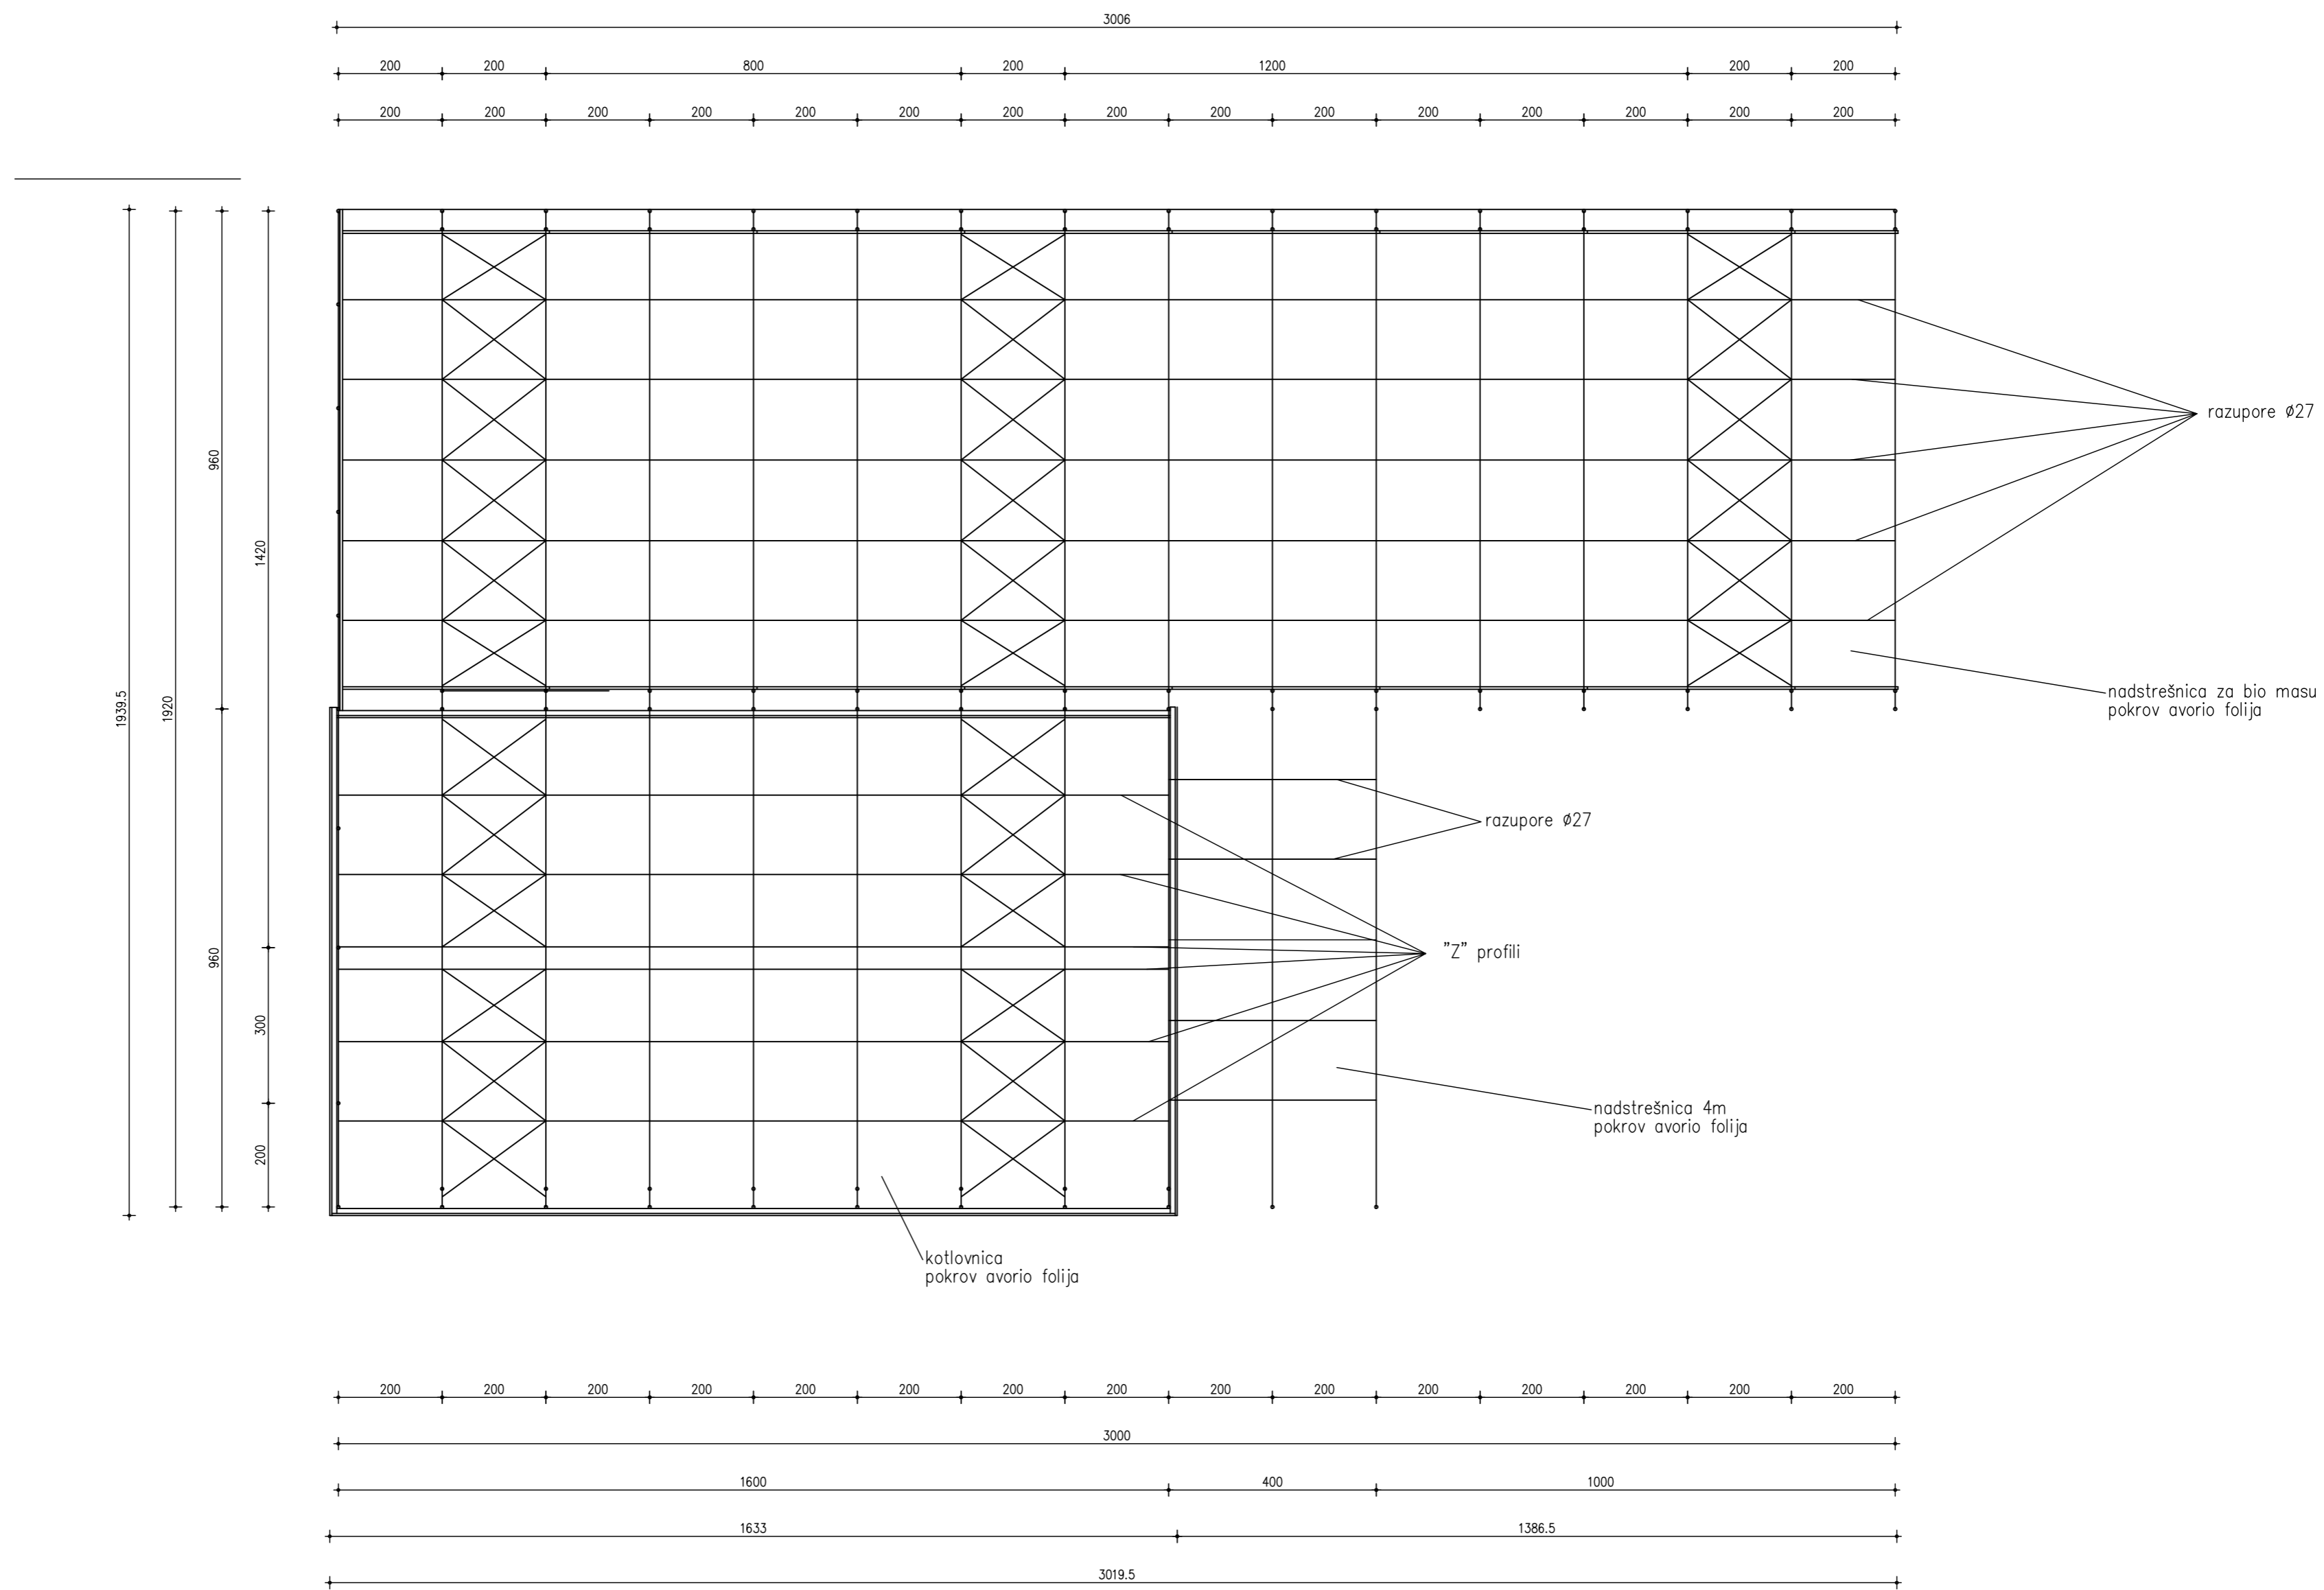 3006
200 200 800 200 1200 200 200
200 200 200 200 200 200 200 200 200 200 200 200 200 200 200
960
1420
razupore Ø27
1939.5
1920
nadstrešnica za bio masu
pokrov avorio folija
razupore Ø27
"Z" profili
960
300
nadstrešnica 4m
pokrov avorio folija
200
kotlovnica
pokrov avorio folija
200 200 200 200 200 200 200 200 200 200 200 200 200 200 200
3000
1600 400 1000
1633 1386.5
3019.5